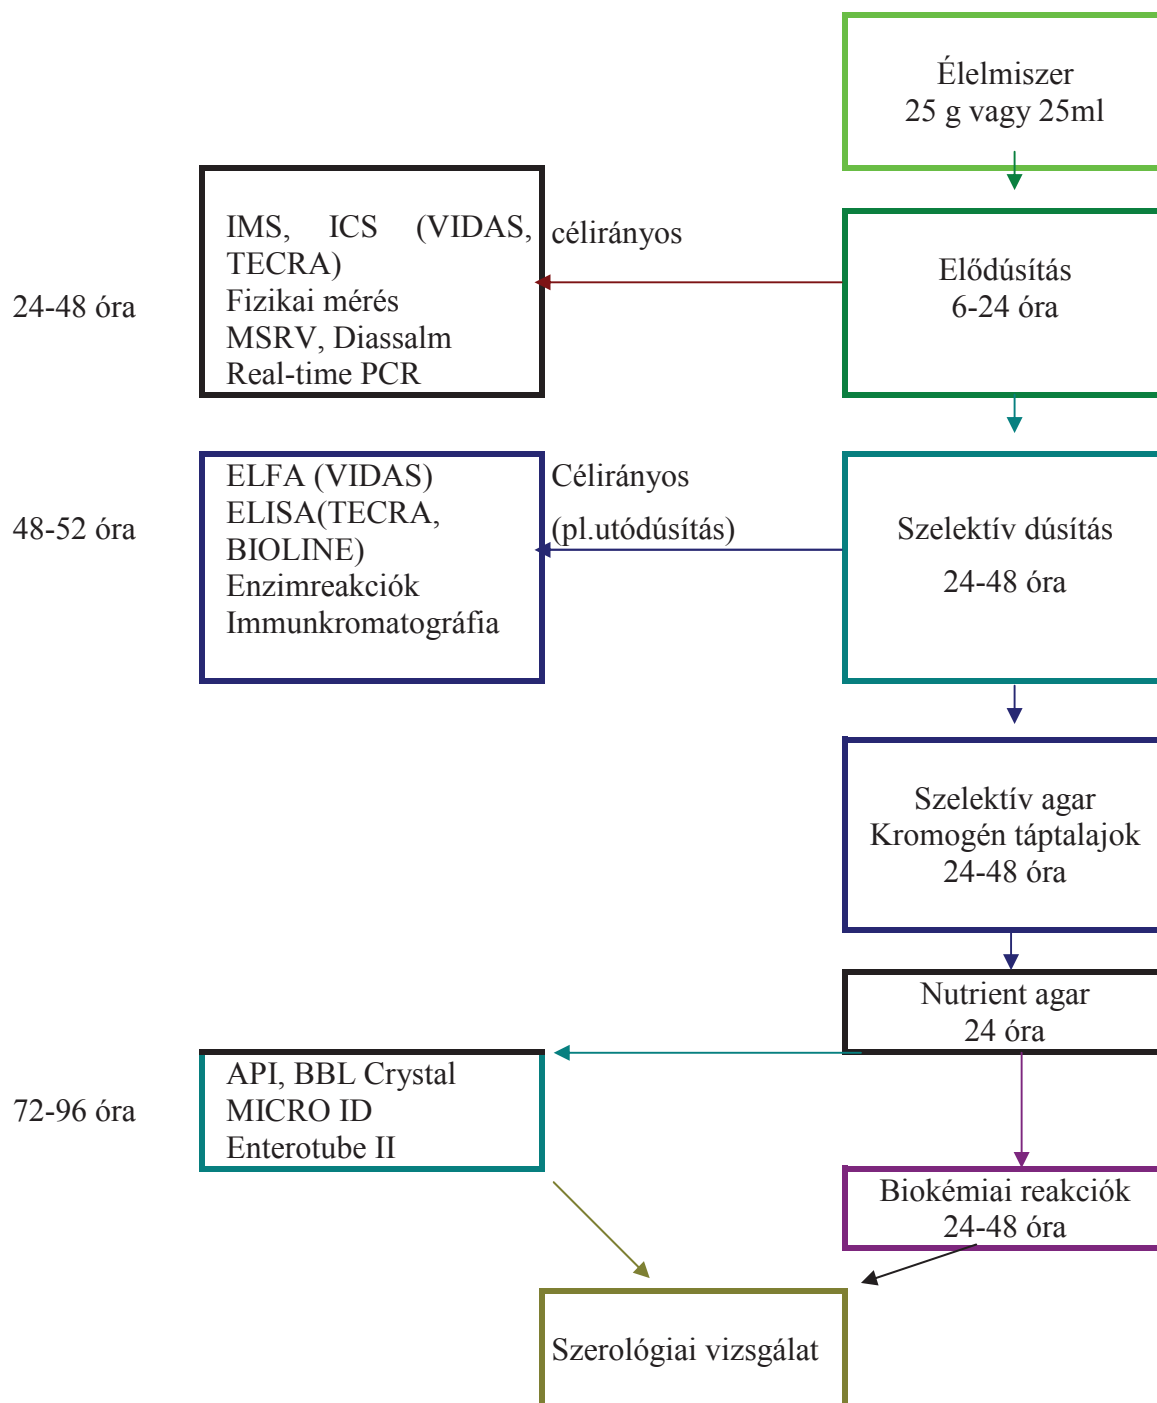 Élelmiszer
25 g vagy 25ml
IMS, ICS (VIDAS,
TECRA)
Fizikai mérés
MSRV, Diassalm
Real-time PCR
célirányos
Elődúsítás
6-24 óra
24-48 óra
ELFA (VIDAS)
ELISA(TECRA,
BIOLINE)
Enzimreakciók
Immunkromatográfia
Célirányos
(pl.utódúsítás)
Szelektív dúsítás
24-48 óra
48-52 óra
Szelektív agar
Kromogén táptalajok
24-48 óra
Nutrient agar
24 óra
API, BBL Crystal
MICRO ID
Enterotube II
72-96 óra
Biokémiai reakciók
24-48 óra
Szerológiai vizsgálat